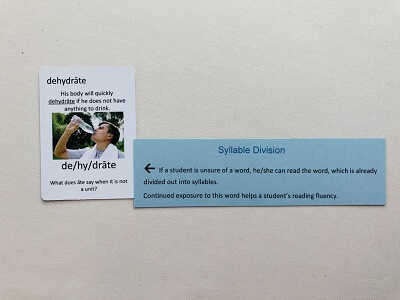 dehydrāte
His body will quickly
dehydrāte if he does not have
anything to drink.
de/hy/drāte
What does āte say when it is not
a unit?
Syllable Division
← If a student is unsure of a word, he/she can read the word, which is already
divided out into syllables.
Continued exposure to this word helps a student's reading fluency.